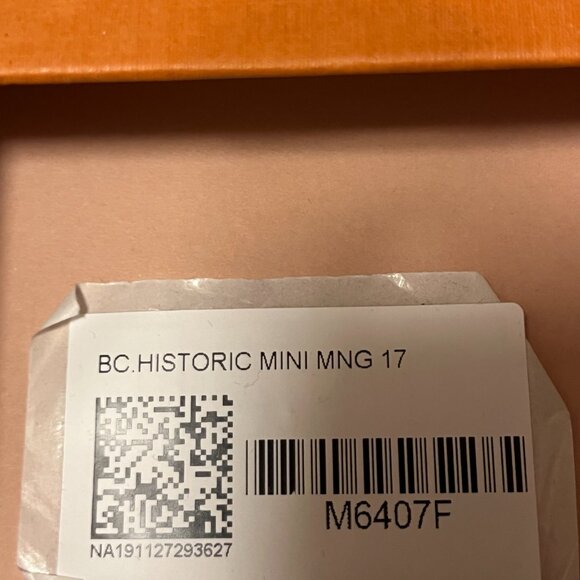 BC.HISTORIC MINI MNG 17
M6407F
NA191127293627